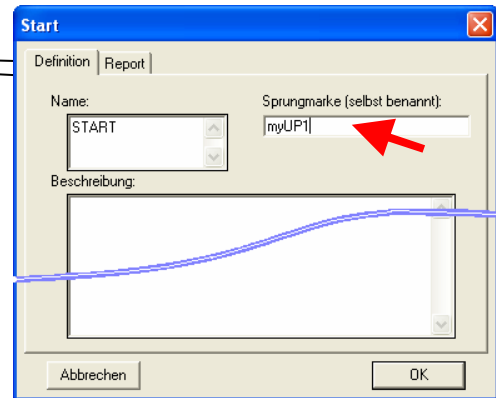 Start
Definition Report
Name: Sprungmarke (selbst benannt):
START myUP1
Beschreibung:
Abbrechen OK